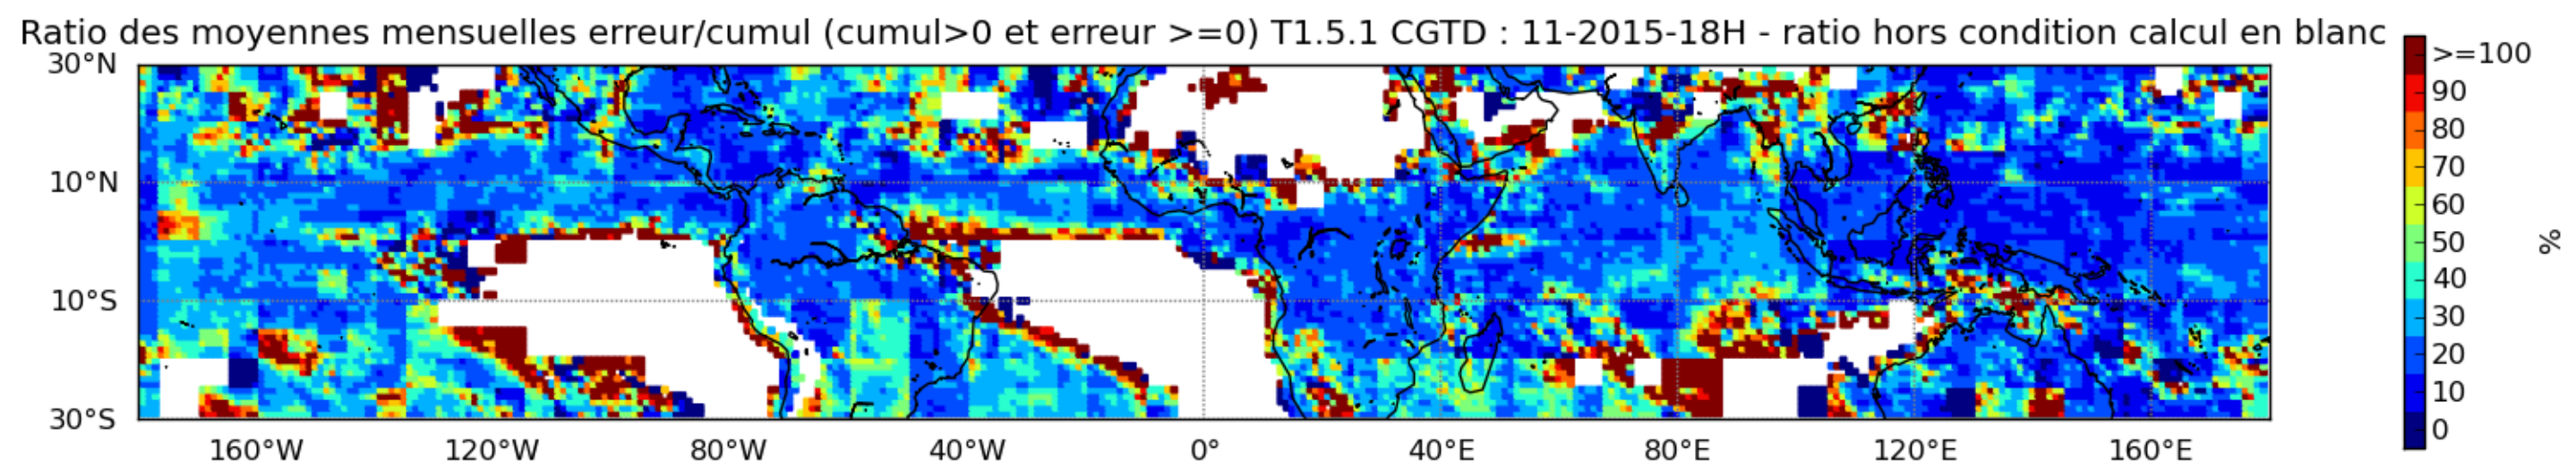 Ratio des moyennes mensuelles erreur/cumul (cumul>0 et erreur >=0) T1.5.1 CGTD : 11-2015-18H - ratio hors condition calcul en blanc
30°N
10°N
10°S
30°S
160°W 120°W 80°W 40°W 0° 40°E 80°E 120°E 160°E
>=100
90
80
70
60
50
40
30
20
10
0
%